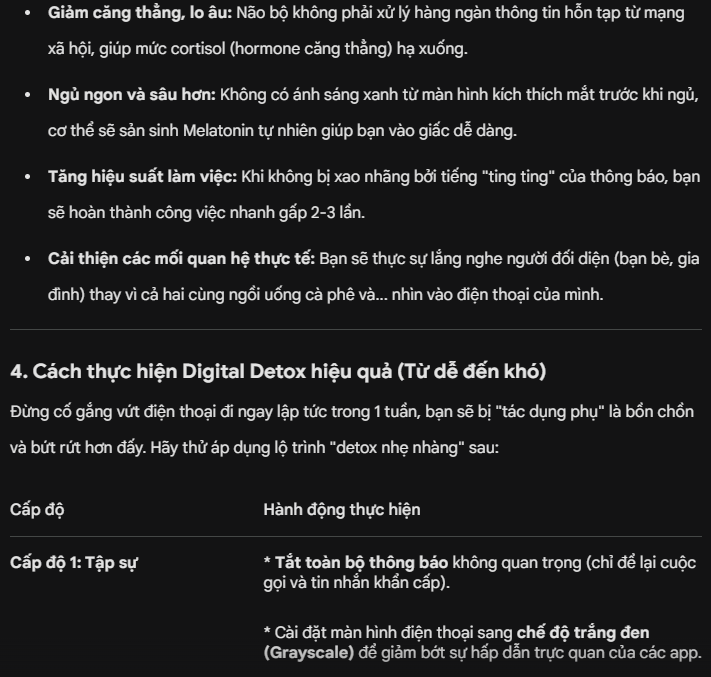 • Giảm căng thẳng, lo âu: Não bộ không phải xử lý hàng ngàn thông tin hỗn tạp từ mạng
xã hội, giúp mức cortisol (hormone căng thẳng) hạ xuống.
• Ngủ ngon và sâu hơn: Không có ánh sáng xanh từ màn hình kích thích mắt trước khi ngủ,
cơ thể sẽ sản sinh Melatonin tự nhiên giúp bạn vào giấc dễ dàng.
• Tăng hiệu suất làm việc: Khi không bị xao nhãng bởi tiếng "ting ting" của thông báo, bạn
sẽ hoàn thành công việc nhanh gấp 2-3 lần.
• Cải thiện các mối quan hệ thực tế: Bạn sẽ thực sự lắng nghe người đối diện (bạn bè, gia
đình) thay vì cả hai cùng ngồi uống cà phê và... nhìn vào điện thoại của mình.
4. Cách thực hiện Digital Detox hiệu quả (Từ dễ đến khó)
Đừng cố gắng vứt điện thoại đi ngay lập tức trong 1 tuần, bạn sẽ bị "tác dụng phụ" là bồn chồn
và bứt rứt hơn đấy. Hãy thử áp dụng lộ trình "detox nhẹ nhàng" sau:
Cấp độ Hành động thực hiện
Cấp độ 1: Tập sự * Tắt toàn bộ thông báo không quan trọng (chỉ để lại cuộc
gọi và tin nhắn khẩn cấp).
* Cài đặt màn hình điện thoại sang chế độ trắng đen
(Grayscale) để giảm bớt sự hấp dẫn trực quan của các app.